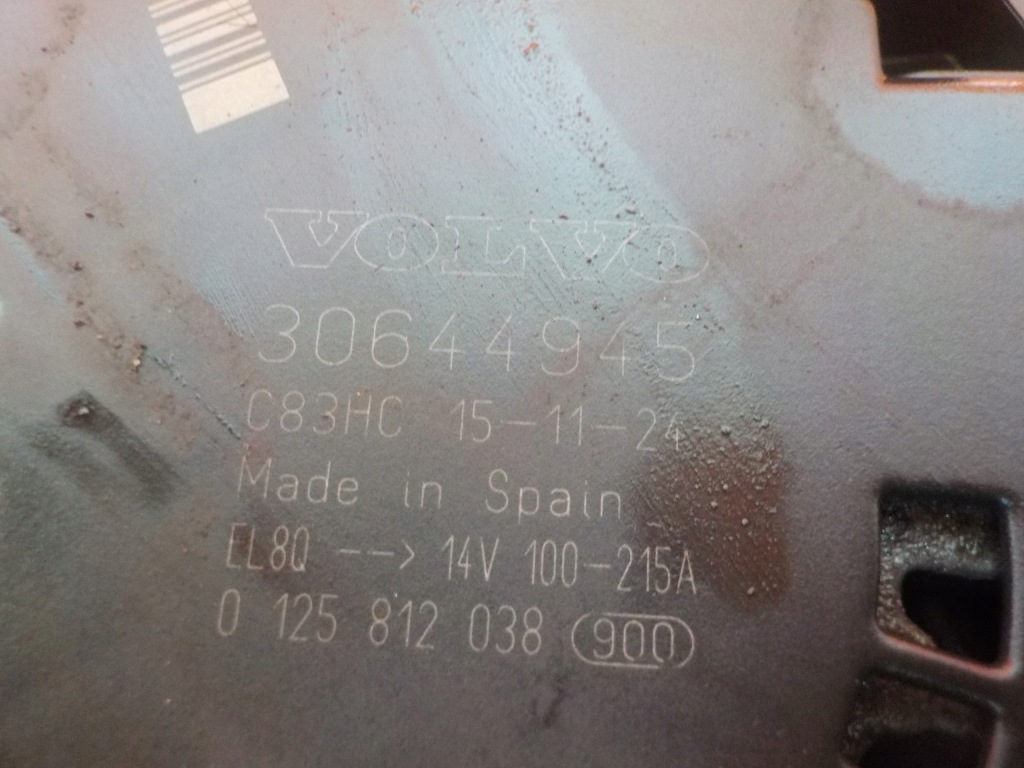 VOLVO
30644945
C83HC 15-11-24
Made in Spain
EL8Q --> 14V 100-215A
0 125 812 038 900